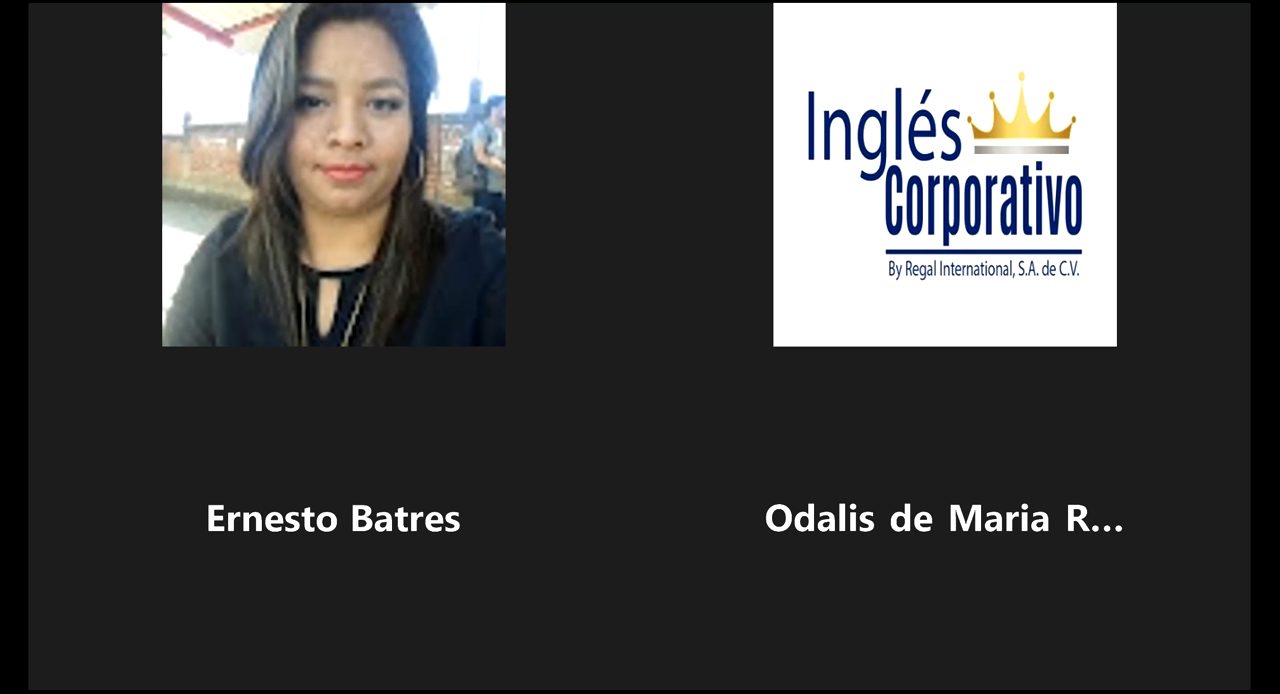 Inglés
Corporativo
By Regal International, S.A. de C.V.
Ernesto Batres
Odalis de Maria R...